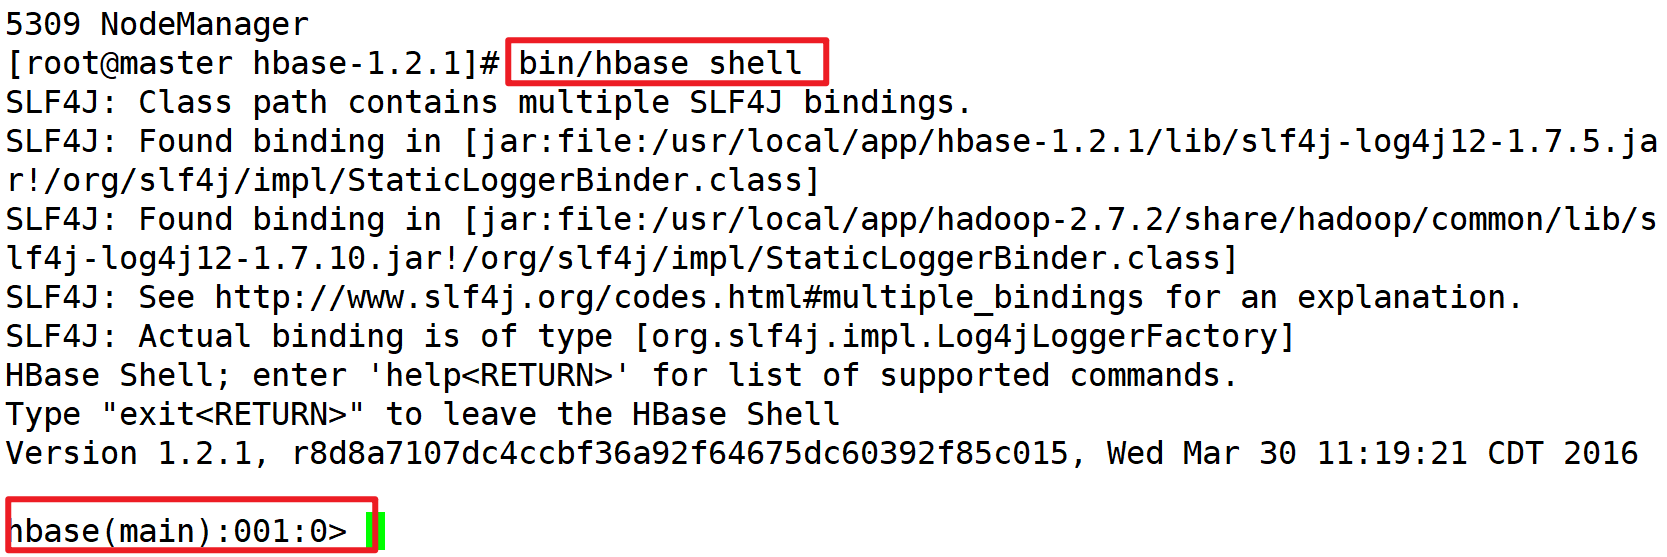 5309 NodeManager
[root@master hbase-1.2.1]# bin/hbase shell
SLF4J: Class path contains multiple SLF4J bindings.
SLF4J: Found binding in [jar:file:/usr/local/app/hbase-1.2.1/lib/slf4j-log4j12-1.7.5.ja
r!/org/slf4j/impl/StaticLoggerBinder.class]
SLF4J: Found binding in [jar:file:/usr/local/app/hadoop-2.7.2/share/hadoop/common/lib/s
lf4j-log4j12-1.7.10.jar!/org/slf4j/impl/StaticLoggerBinder.class]
SLF4J: See http://www.slf4j.org/codes.html#multiple_bindings for an explanation.
SLF4J: Actual binding is of type [org.slf4j.impl.Log4jLoggerFactory]
HBase Shell; enter 'help<RETURN>' for list of supported commands.
Type "exit<RETURN>" to leave the HBase Shell
Version 1.2.1, r8d8a7107dc4ccbf36a92f64675dc60392f85c015, Wed Mar 30 11:19:21 CDT 2016
hbase(main):001:0>